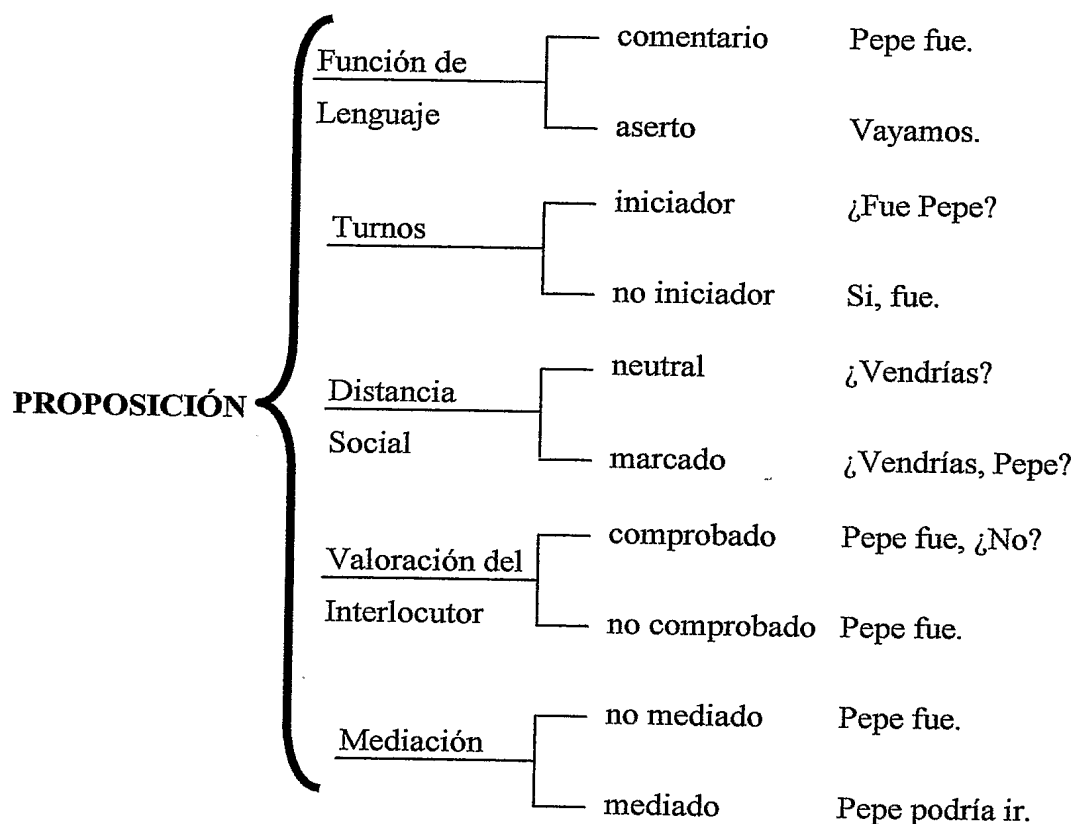 comentario Pepe fue.
Función de
Lenguaje
aserto Vayamos.
iniciador ¿Fue Pepe?
Turnos
no iniciador Si, fue.
neutral ¿Vendrías?
Distancia
PROPOSICIÓN
Social
marcado ¿Vendrías, Pepe?
comprobado Pepe fue, ¿No?
Valoración del
Interlocutor
no comprobado Pepe fue.
no mediado Pepe fue.
Mediación
mediado Pepe podría ir.